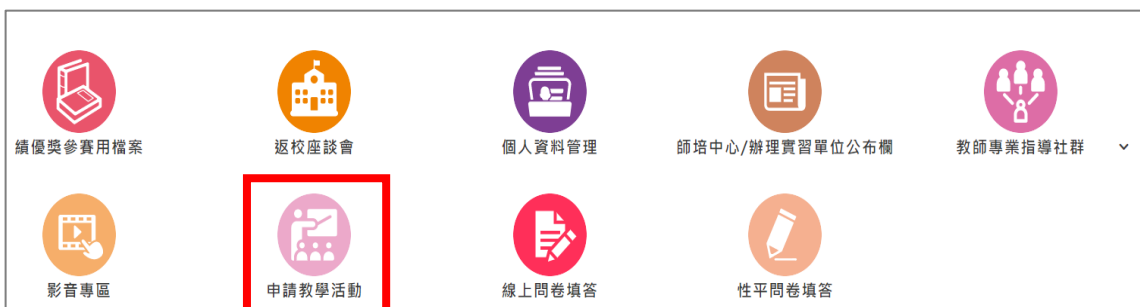 績優獎參賽用檔案
返校座談會
個人資料管理
師培中心/辦理實習單位公布欄
教師專業指導社群
影音專區
申請教學活動
線上問卷填答
性平問卷填答